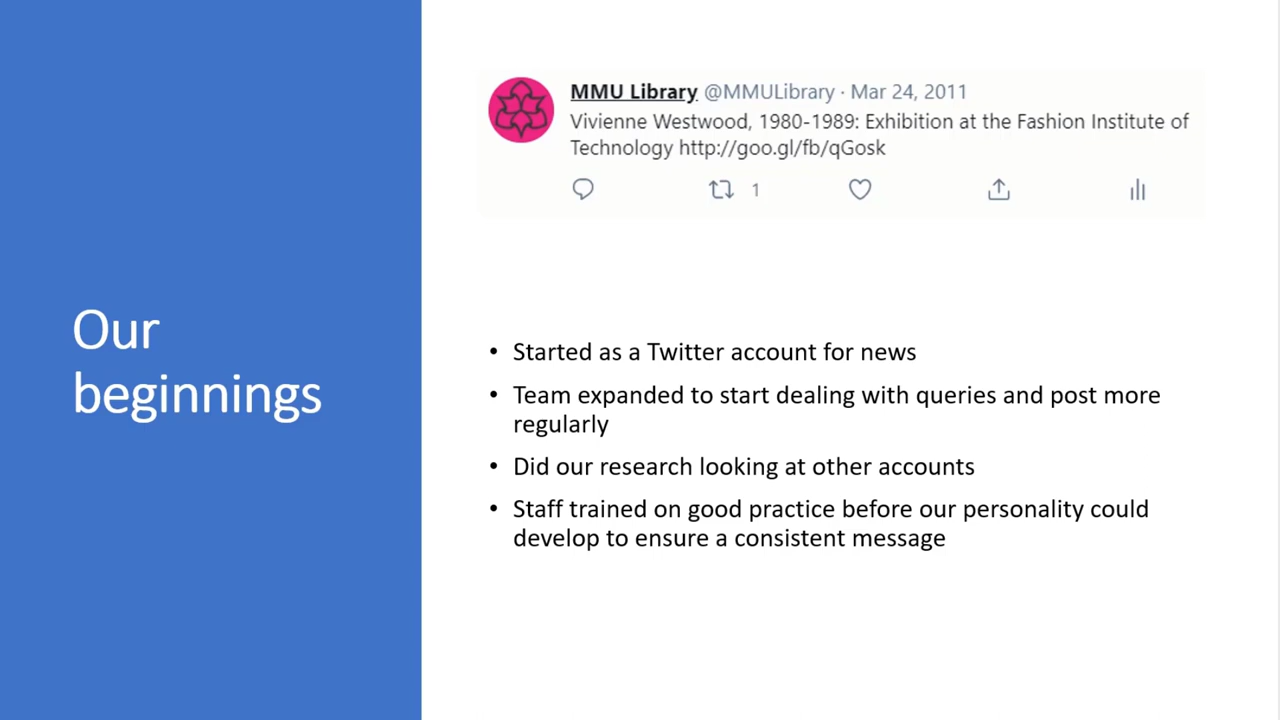 Our
beginnings
MMU Library @MMULibrary · Mar 24, 2011
Vivienne Westwood, 1980-1989: Exhibition at the Fashion Institute of
Technology http://goo.gl/fb/qGosk
1
• Started as a Twitter account for news
• Team expanded to start dealing with queries and post more
regularly
• Did our research looking at other accounts
• Staff trained on good practice before our personality could
develop to ensure a consistent message